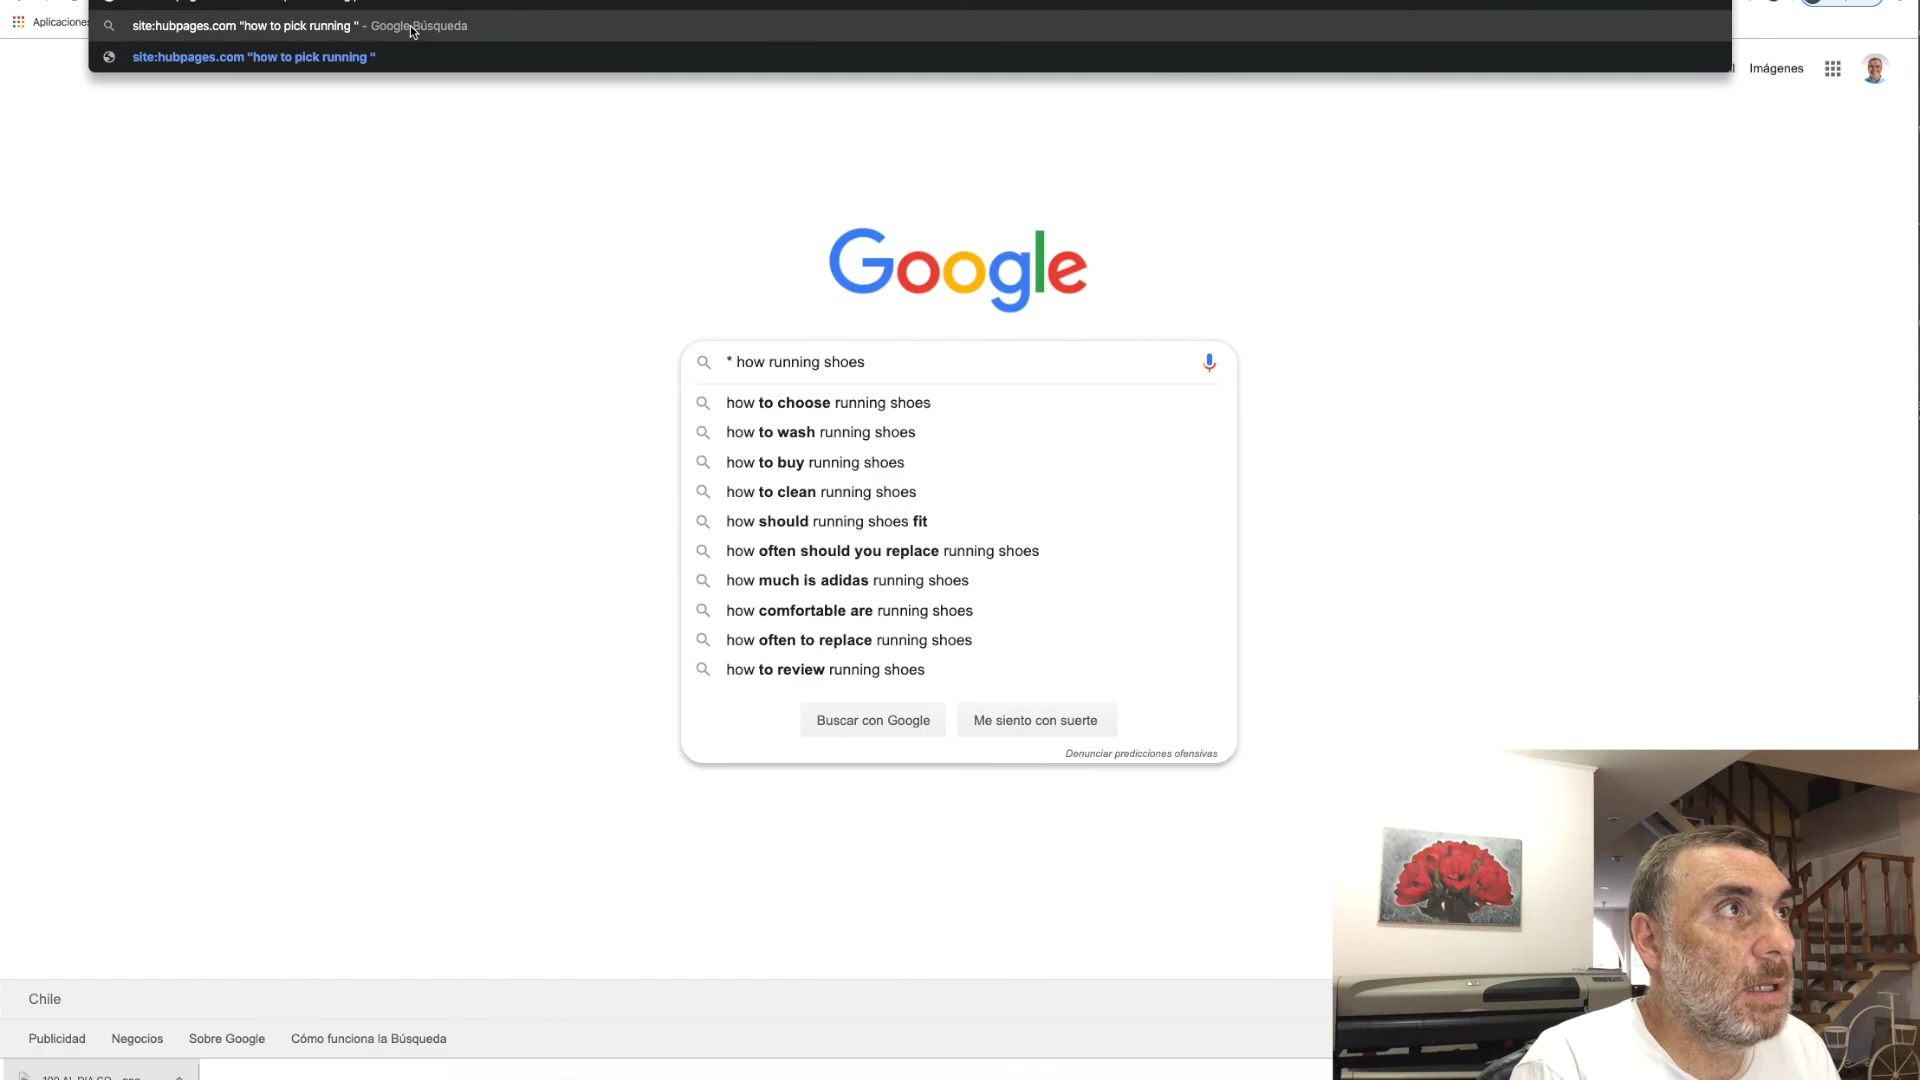 site:hubpages.com "how to pick running " - Google Búsqueda
Aplicaciones
site:hubpages.com "how to pick running "
Imágenes
Google
* how running shoes
how to choose running shoes
how to wash running shoes
how to buy running shoes
how to clean running shoes
how should running shoes fit
how often should you replace running shoes
how much is adidas running shoes
how comfortable are running shoes
how often to replace running shoes
how to review running shoes
Buscar con Google
Me siento con suerte
Denunciar predicciones ofensivas
Chile
Publicidad
Negocios
Sobre Google
Cómo funciona la Búsqueda